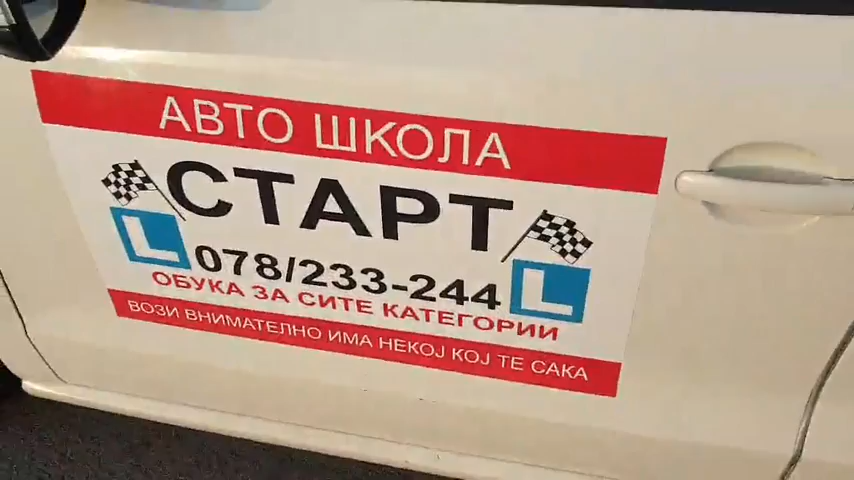 АВТО ШКОЛА
СТАРТ
L 078/233-244 L
ОБУКА ЗА СИТЕ КАТЕГОРИИ
ВОЗИ ВНИМАТЕЛНО ИМА НЕКОЈ КОЈ ТЕ САКА